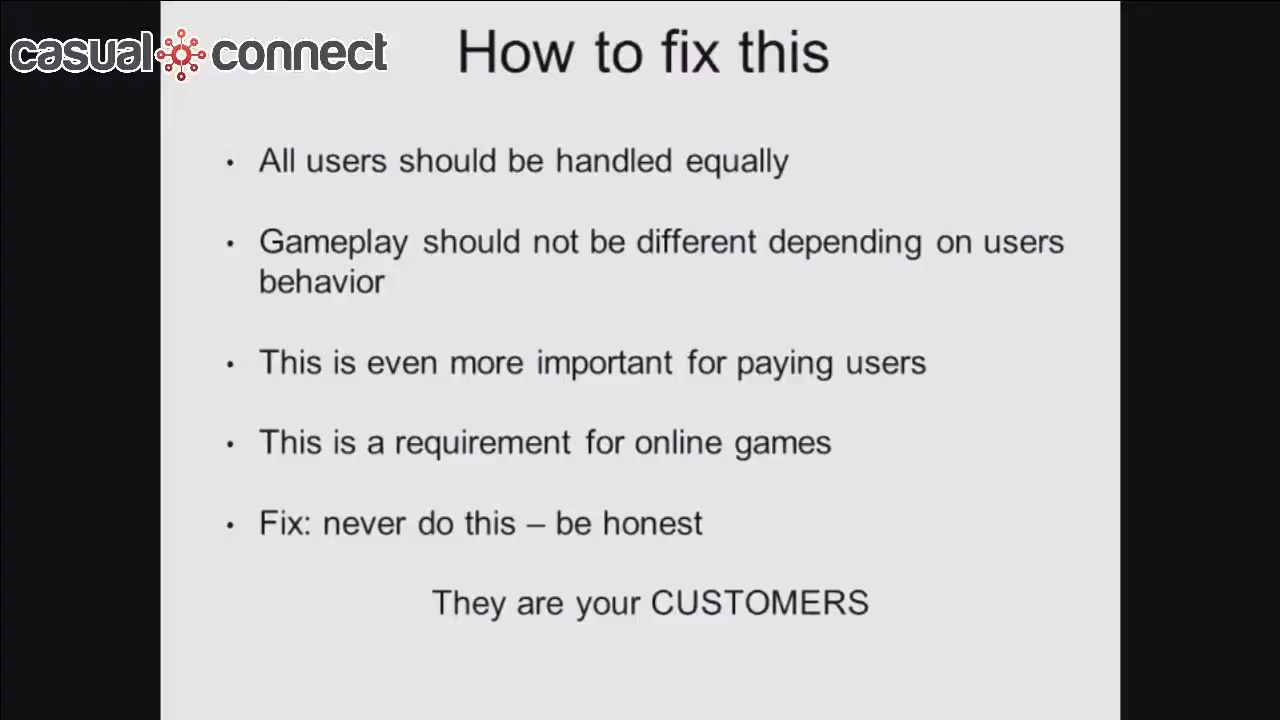 casual connect
How to fix this
• All users should be handled equally
• Gameplay should not be different depending on users
behavior
• This is even more important for paying users
• This is a requirement for online games
• Fix: never do this – be honest
They are your CUSTOMERS